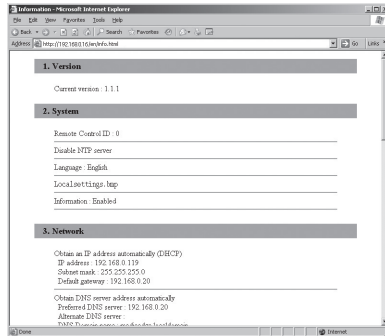 Information - Microsoft Internet Explorer
File Edit View Favorites Tools Help
Back Search Favorites
Address http://192.168.0.16/en/info.html Go Links
1. Version
Current version : 1.1.1
2. System
Remote Control ID : 0
Disable NTP server
Language : English
Localsettings.bmp
Information : Enabled
3. Network
Obtain an IP address automatically (DHCP)
IP address : 192.168.0.119
Subnet mask : 255.255.255.0
Default gateway : 192.168.0.20
Obtain DNS server address automatically
Preferred DNS server : 192.168.0.20
Alternate DNS server :
DNS Domain name :
Done Internet